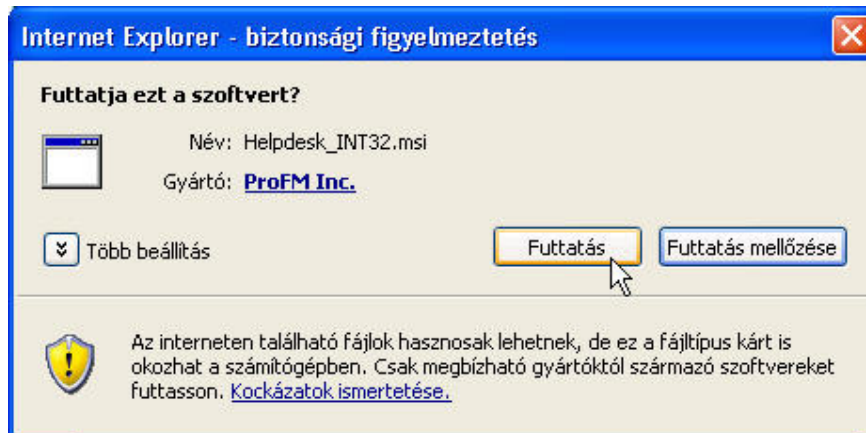 Internet Explorer - biztonsági figyelmeztetés
Futtatja ezt a szoftvert?
Név: Helpdesk_INT32.msi
Gyártó: ProFM Inc.
Több beállítás
Futtatás
Futtatás mellőzése
Az interneten található fájlok hasznosak lehetnek, de ez a fájltípus kárt is
okozhat a számítógépben. Csak megbízható gyártóktól származó szoftvereket
futtasson. Kockázatok ismertetése.